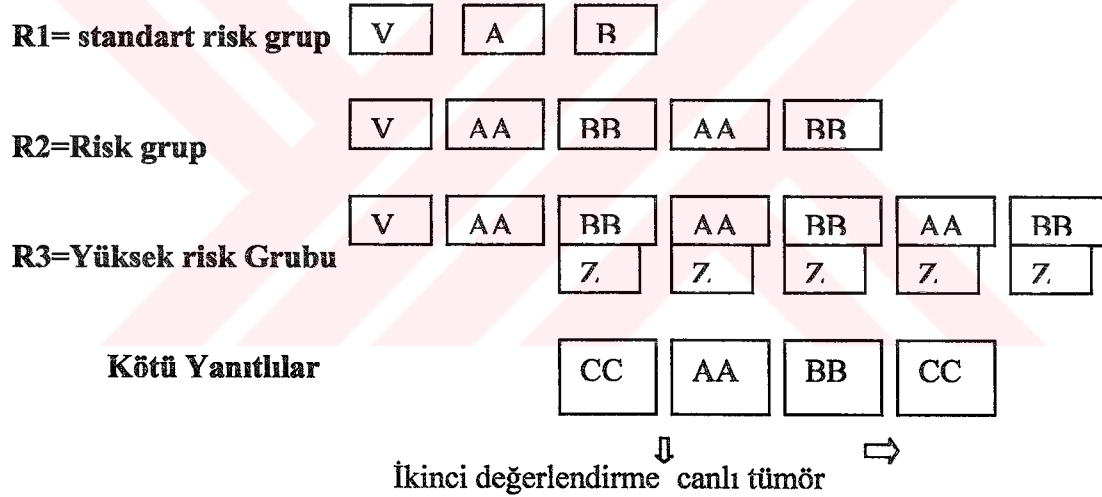 R1= standart risk grup V A B
R2=Risk grup V AA BB AA BB
R3=Yüksek risk Grubu V AA BB AA BB AA BB
Z Z Z Z Z
Kötü Yanıtlılar CC AA BB CC
İkinci değerlendirme canlı tümör